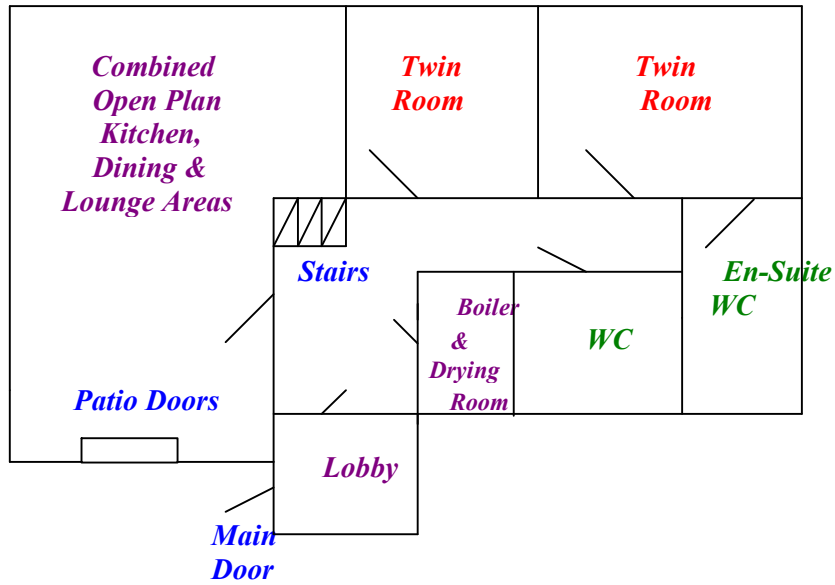 Combined
Open Plan
Kitchen,
Dining &
Lounge Areas
Twin
Room
Twin
Room
Stairs
En-Suite
WC
Boiler
&
Drying
Room
WC
Patio Doors
Lobby
Main
Door